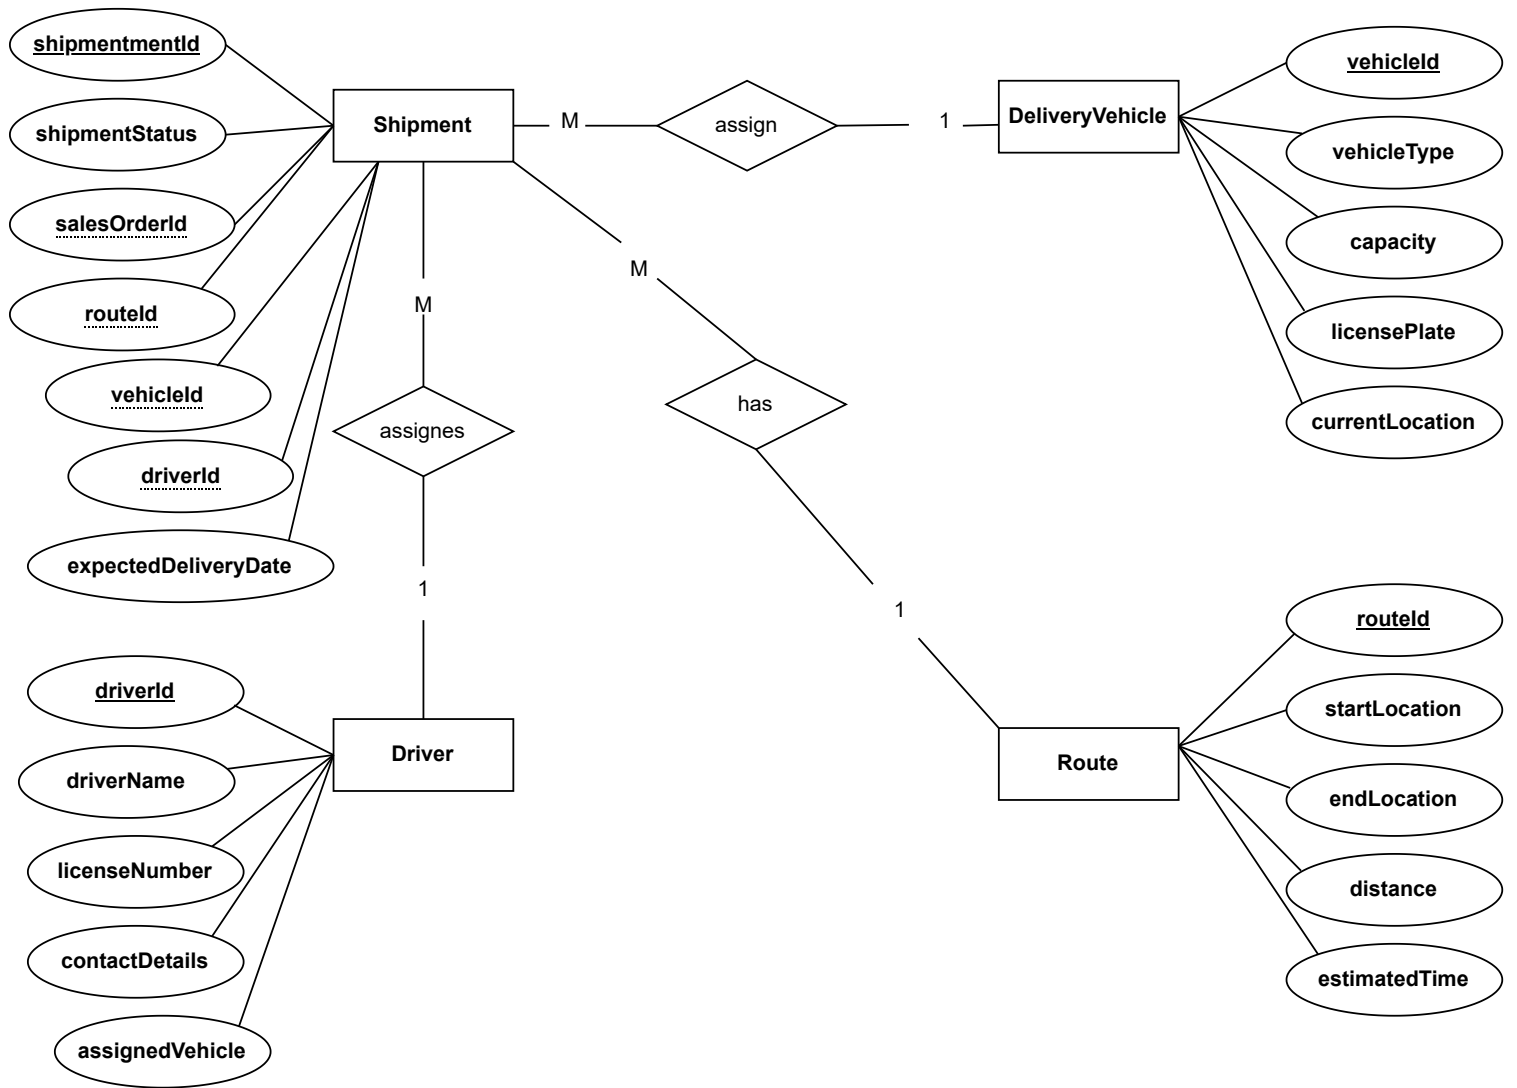 shipmentmentId
shipmentStatus
salesOrderId
routeId
vehicleId
driverId
expectedDeliveryDate
Shipment
M
assign
1
DeliveryVehicle
vehicleId
vehicleType
capacity
licensePlate
currentLocation
M
assignes
1
M
has
1
driverId
driverName
licenseNumber
contactDetails
assignedVehicle
Driver
Route
routeId
startLocation
endLocation
distance
estimatedTime